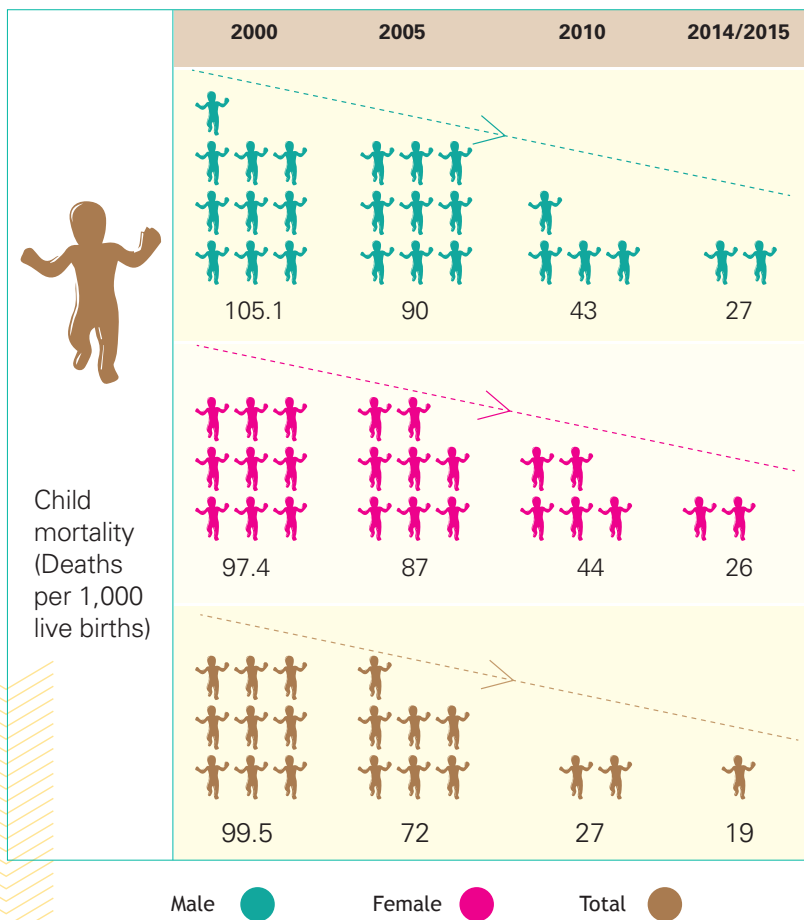 2000 2005 2010 2014/2015
105.1 90 43 27
97.4 87 44 26
Child
mortality
(Deaths
per 1,000
live births)
99.5 72 27 19
Male Female Total